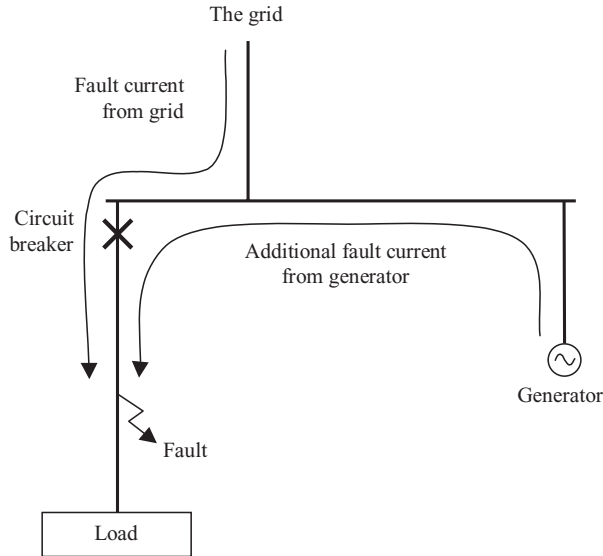 The grid
Fault current
from grid
Circuit
breaker
Additional fault current
from generator
Generator
Fault
Load